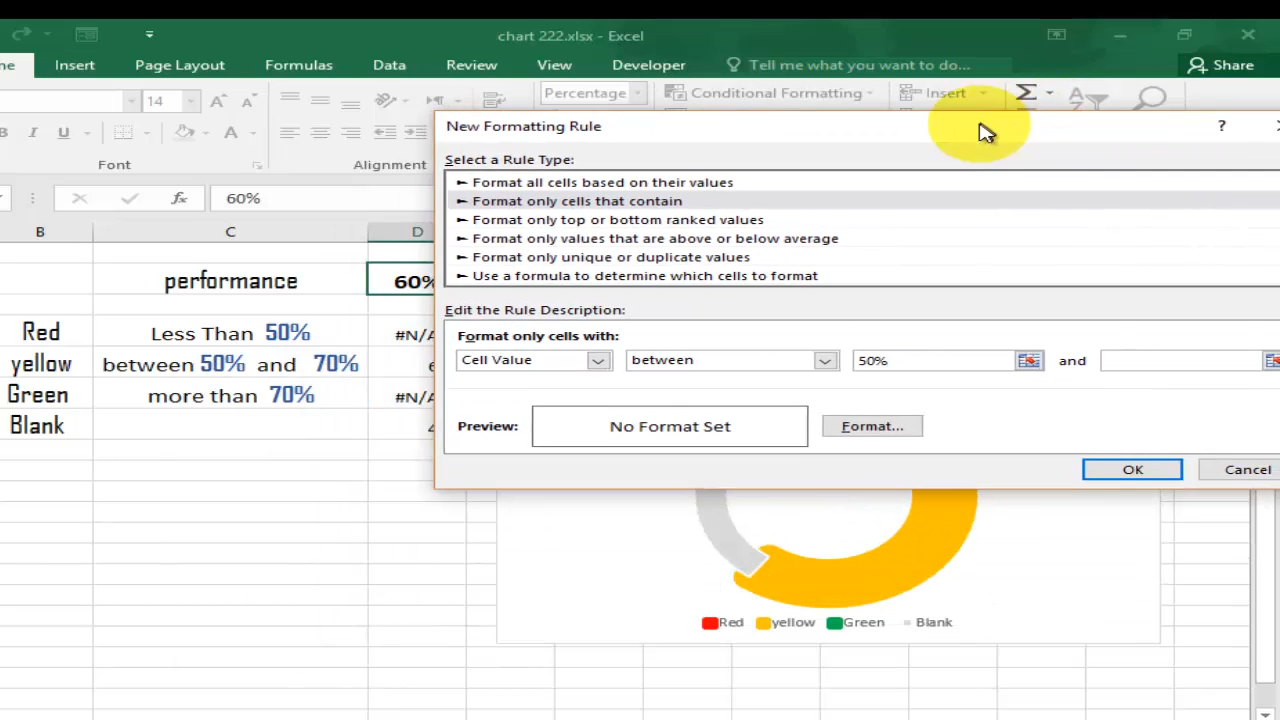 chart 222.xlsx - Excel
Insert Page Layout Formulas Data Review View Developer Tell me what you want to do... Share
14 Percentage Conditional Formatting Insert Σ
I U A
Font Alignment
fx 60%
New Formatting Rule ?
Select a Rule Type:
► Format all cells based on their values
► Format only cells that contain
► Format only top or bottom ranked values
► Format only values that are above or below average
► Format only unique or duplicate values
► Use a formula to determine which cells to format
Edit the Rule Description:
Format only cells with:
Cell Value between 50% and
Preview: No Format Set Format...
OK Cancel
B C D
performance 60%
Red Less Than 50% #N/A
yellow between 50% and 70%
Green more than 70% #N/A
Blank
Red yellow Green Blank